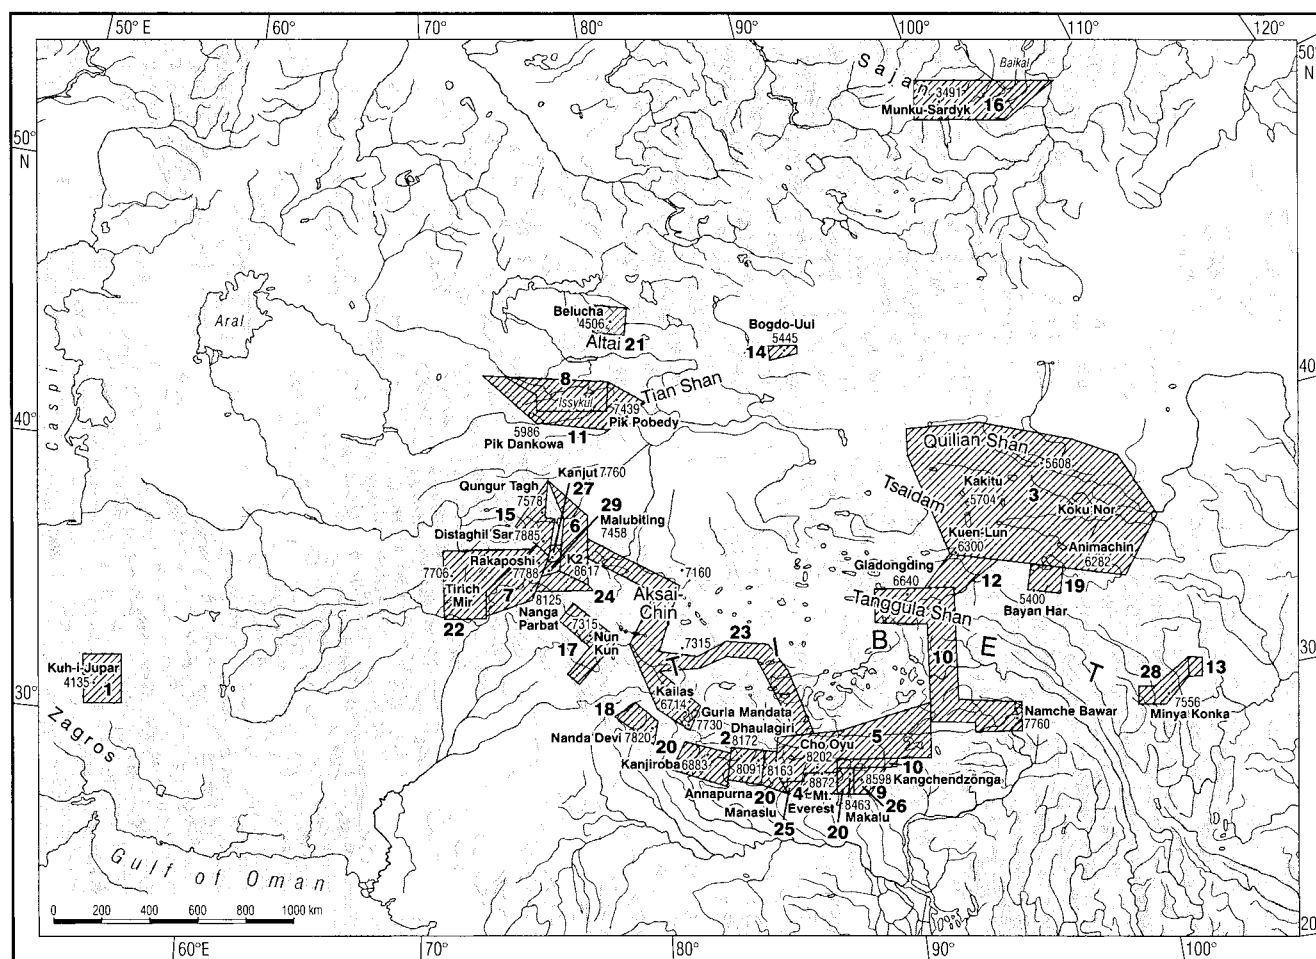 50° E
60°
70°
80°
90°
100°
110°
120°
50°
N
Sajan
Baikal
3491
16
Munku-Sardyk
50°
N
Aral
Belucha
4506
Altai 21
Bogdo-Uul
5445
14
40°
8
Issykul
Tian Shan
7439
Pik Pobedy
5986
Pik Dankowa
11
40°
Caspi
Quilian Shan
5608
Kakitu
5704
3
Koku Nor
Tsaidam
Kuen-Lun
6300
Animachin
6282
Kanjut 7760
27
Qungur Tagh
7578
29
Malubiting
7458
15
6
Distaghil Sar 7885
Rakaposhi
7788
K2
8617
7706
Tirich
Mir
7
8125
24
Nanga
Parbat
22
7160
Aksai-
Chin
Gladongding
6640
12
19
5400
Bayan Har
Tanggula Shan
7315
Nun
Kun
17
7315
23
T I B E T
10
30°
Kuh-i-Jupar
4135
1
30°
Zagros
28
13
7556
Minya Konka
Kailas
6714
Gurla Mandata
7730
18
Nanda Devi 7820
Dhaulagiri
2
8172
20
Kanjiroba 6883
Namche Bawar
7760
5
Cho Oyu
8202
10
8091
8163
8872
8598 Kangchendzönga
Annapurna
Manaslu
20
4
Mt.
Everest
9
8463
Makalu
26
25
20
Gulf of Oman
0 200 400 600 800 1000 km
60°E
70°
80°
90°
100°
20